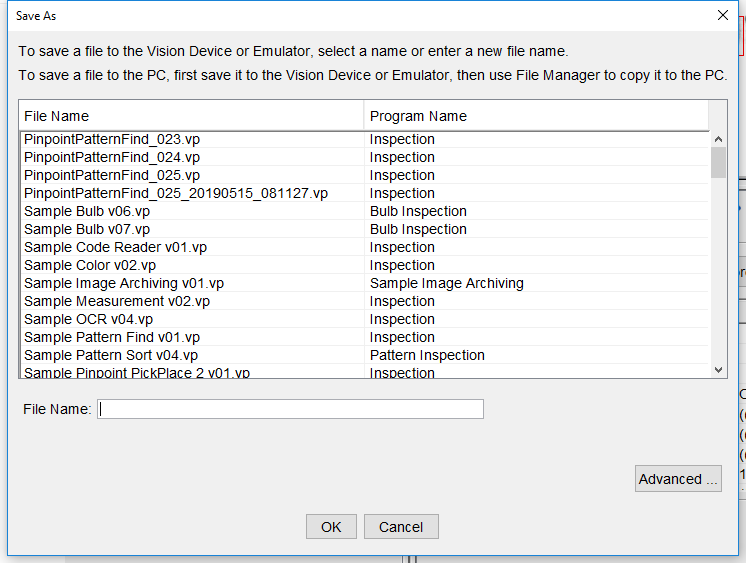 Save As
To save a file to the Vision Device or Emulator, select a name or enter a new file name.
To save a file to the PC, first save it to the Vision Device or Emulator, then use File Manager to copy it to the PC.
File Name Program Name
PinpointPatternFind_023.vp Inspection
PinpointPatternFind_024.vp Inspection
PinpointPatternFind_025.vp Inspection
PinpointPatternFind_025_20190515_081127.vp Inspection
Sample Bulb v06.vp Bulb Inspection
Sample Bulb v07.vp Bulb Inspection
Sample Code Reader v01.vp Inspection
Sample Color v02.vp Inspection
Sample Image Archiving v01.vp Sample Image Archiving
Sample Measurement v02.vp Inspection
Sample OCR v04.vp Inspection
Sample Pattern Find v01.vp Inspection
Sample Pattern Sort v04.vp Pattern Inspection
Sample Pinpoint PickPlace 2 v01.vp Inspection
File Name:
Advanced ...
OK Cancel